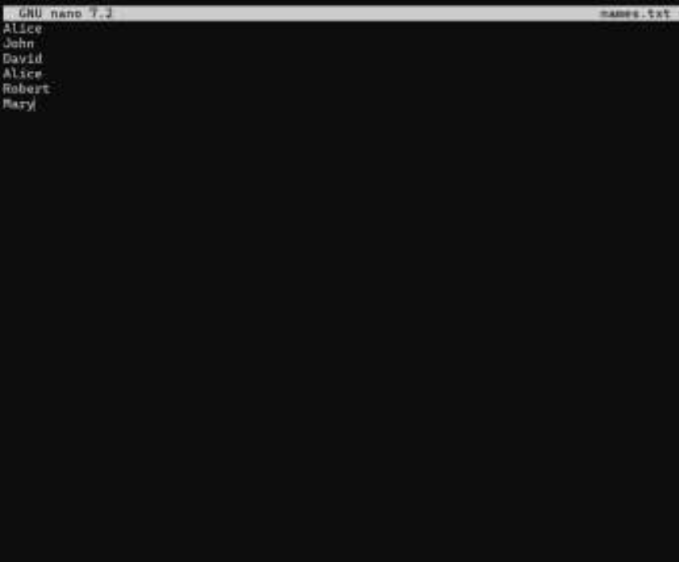 GNU nano 7.2 names.txt
Alice
John
David
Alice
Robert
Mary